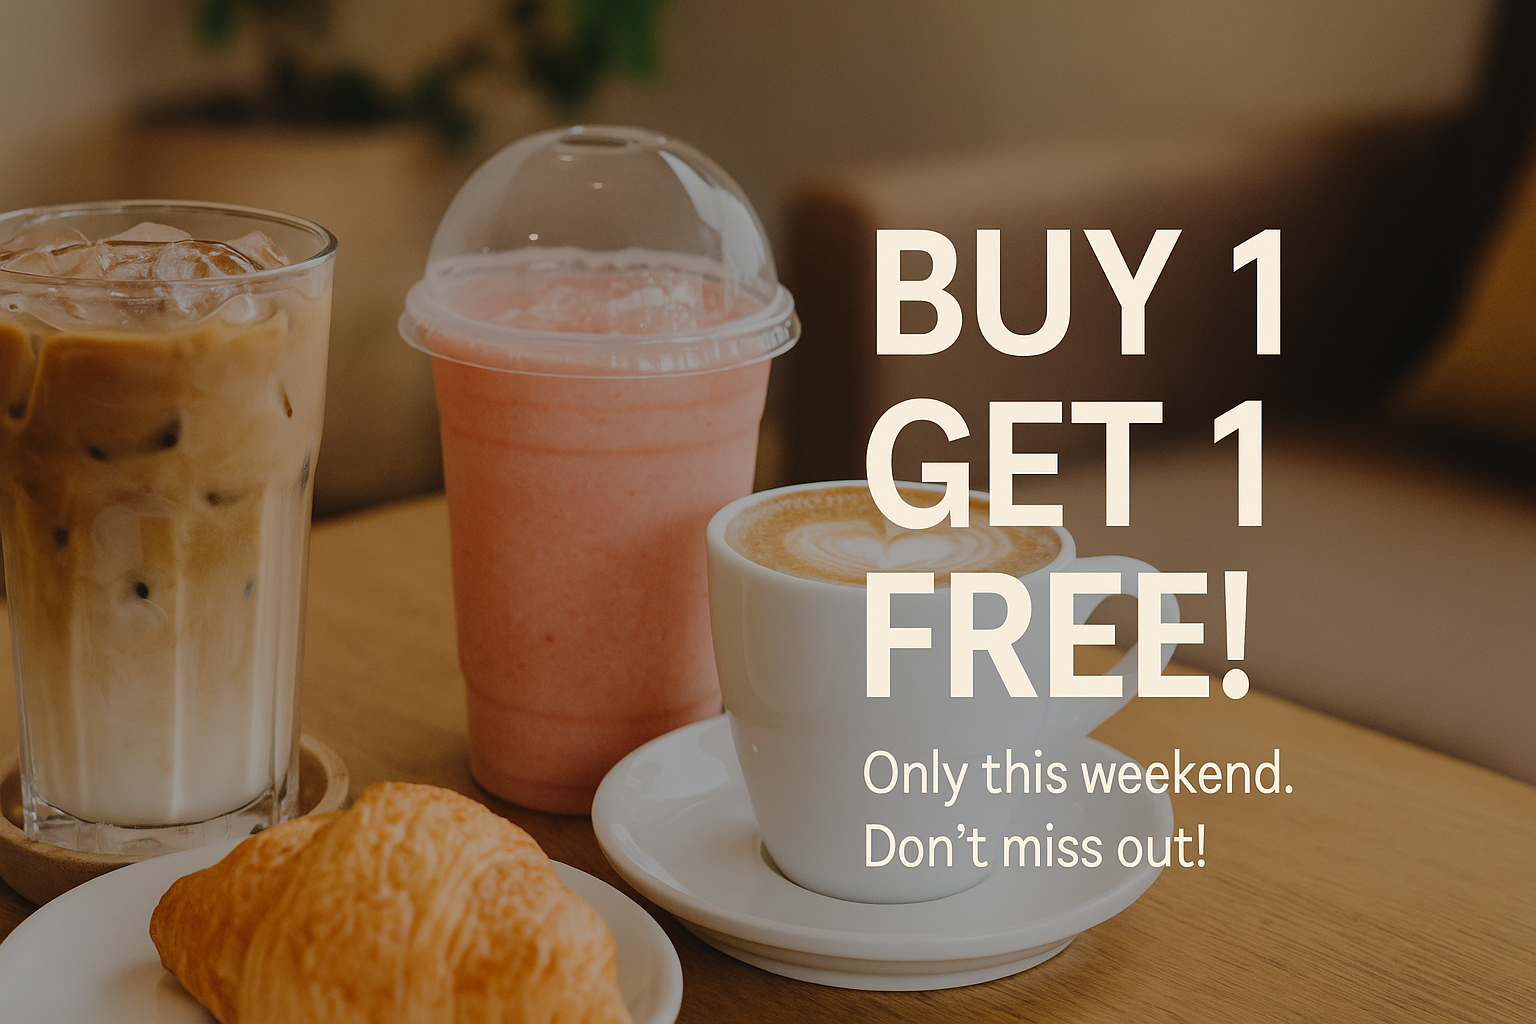 BUY 1
GET 1
FREE!
Only this weekend.
Don’t miss out!